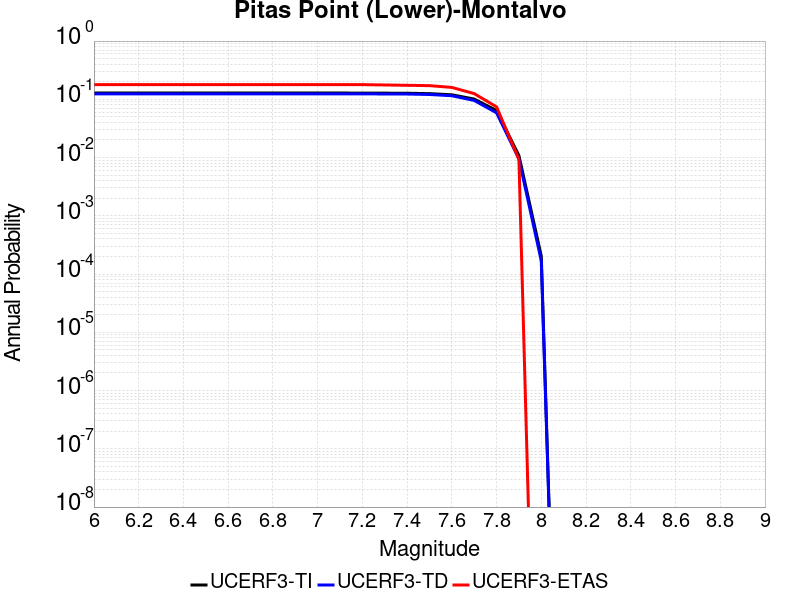 Pitas Point (Lower)-Montalvo
10^0
10^-1
10^-2
10^-3
10^-4
10^-5
10^-6
10^-7
10^-8
Annual Probability
6 6.2 6.4 6.6 6.8 7 7.2 7.4 7.6 7.8 8 8.2 8.4 8.6 8.8 9
Magnitude
UCERF3-TI UCERF3-TD UCERF3-ETAS